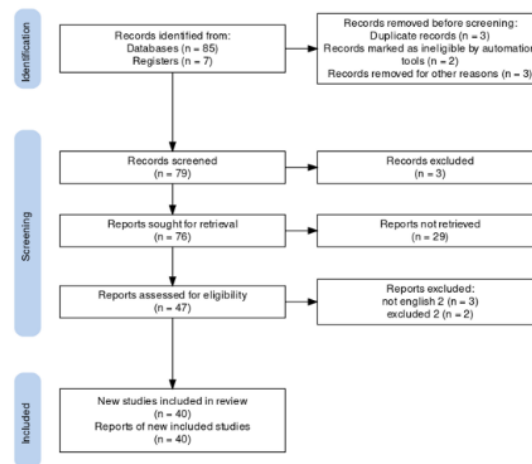 Identification
Records identified from:
Databases (n = 85)
Registers (n = 7)
Records removed before screening:
Duplicate records (n = 3)
Records marked as ineligible by automation
tools (n = 2)
Records removed for other reasons (n = 3)
Screening
Records screened
(n = 79)
Records excluded
(n = 3)
Reports sought for retrieval
(n = 76)
Reports not retrieved
(n = 29)
Reports assessed for eligibility
(n = 47)
Reports excluded:
not english 2 (n = 3)
excluded 2 (n = 2)
Included
New studies included in review
(n = 40)
Reports of new included studies
(n = 40)